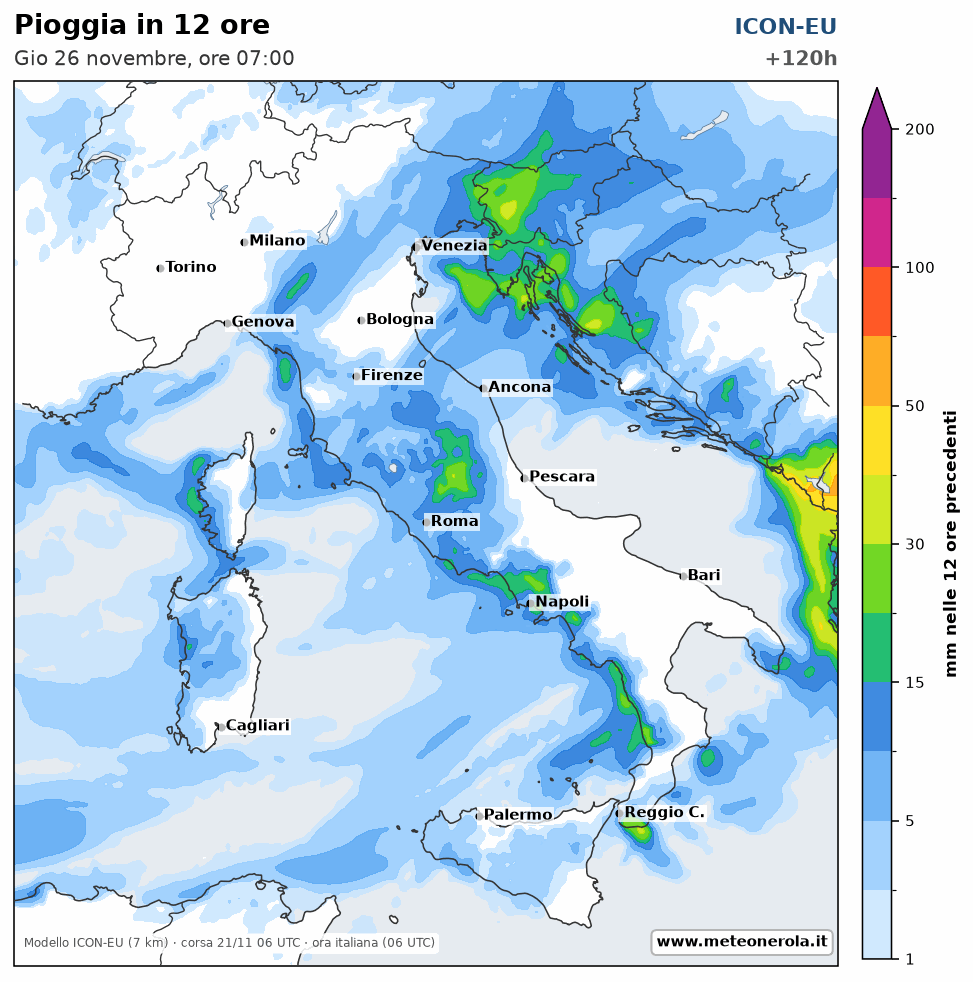 Pioggia in 12 ore
ICON-EU
Gio 26 novembre, ore 07:00
+120h
Milano
Venezia
Torino
Genova
Bologna
Firenze
Ancona
Pescara
Roma
Bari
Napoli
Cagliari
Palermo
Reggio C.
200
100
50
30
15
5
1
mm nelle 12 ore precedenti
Modello ICON-EU (7 km) · corsa 21/11 06 UTC · ora italiana (06 UTC)
www.meteonerola.it